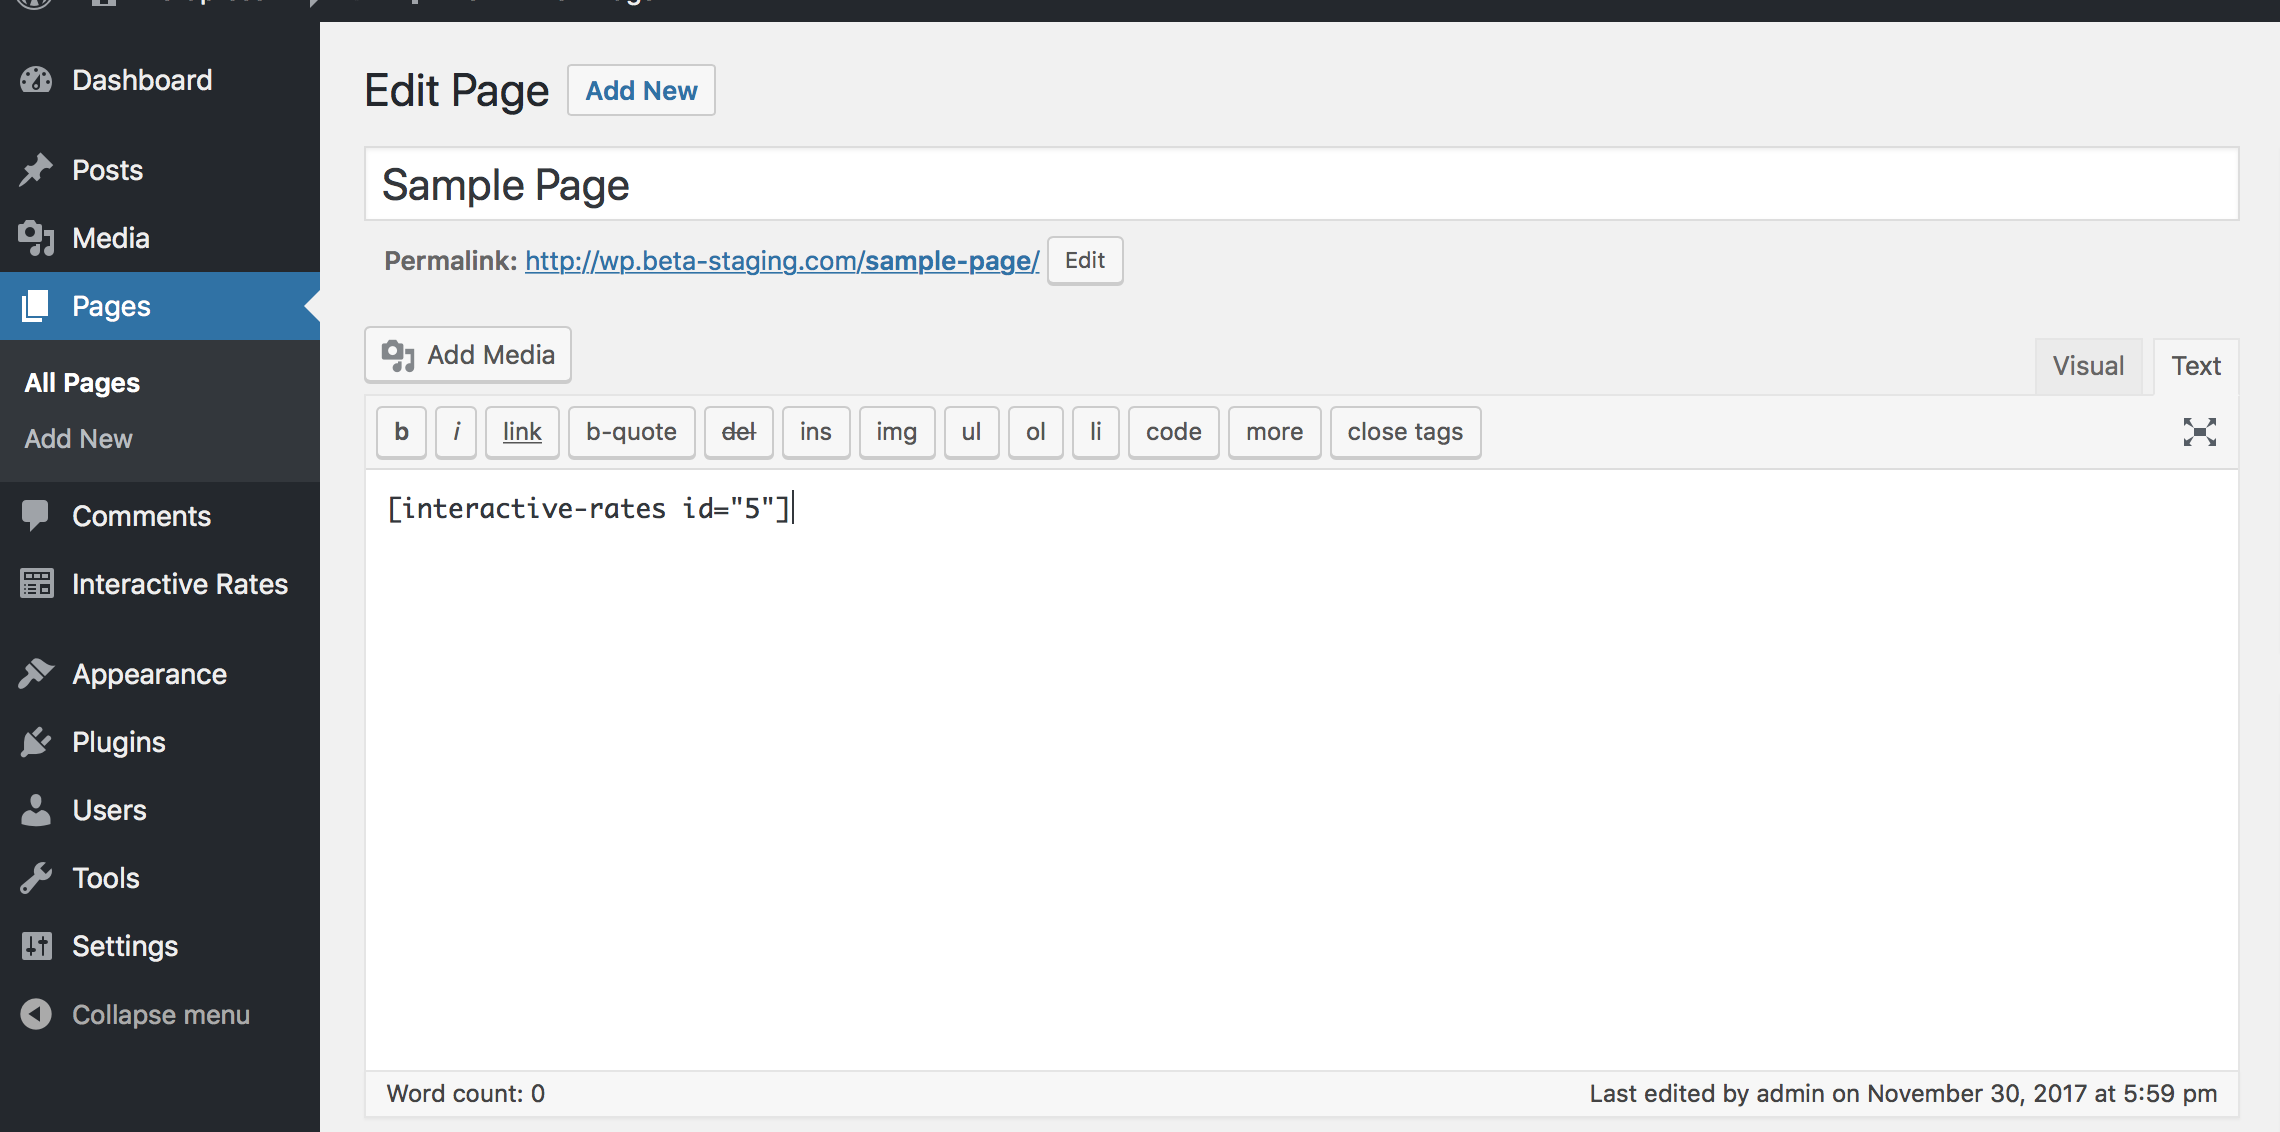 Dashboard
Posts
Media
Pages
All Pages
Add New
Comments
Interactive Rates
Appearance
Plugins
Users
Tools
Settings
Collapse menu
Edit Page Add New
Sample Page
Permalink: http://wp.beta-staging.com/sample-page/ Edit
Add Media
Visual Text
b i link b-quote del ins img ul ol li code more close tags
[interactive-rates id="5"]
Word count: 0
Last edited by admin on November 30, 2017 at 5:59 pm